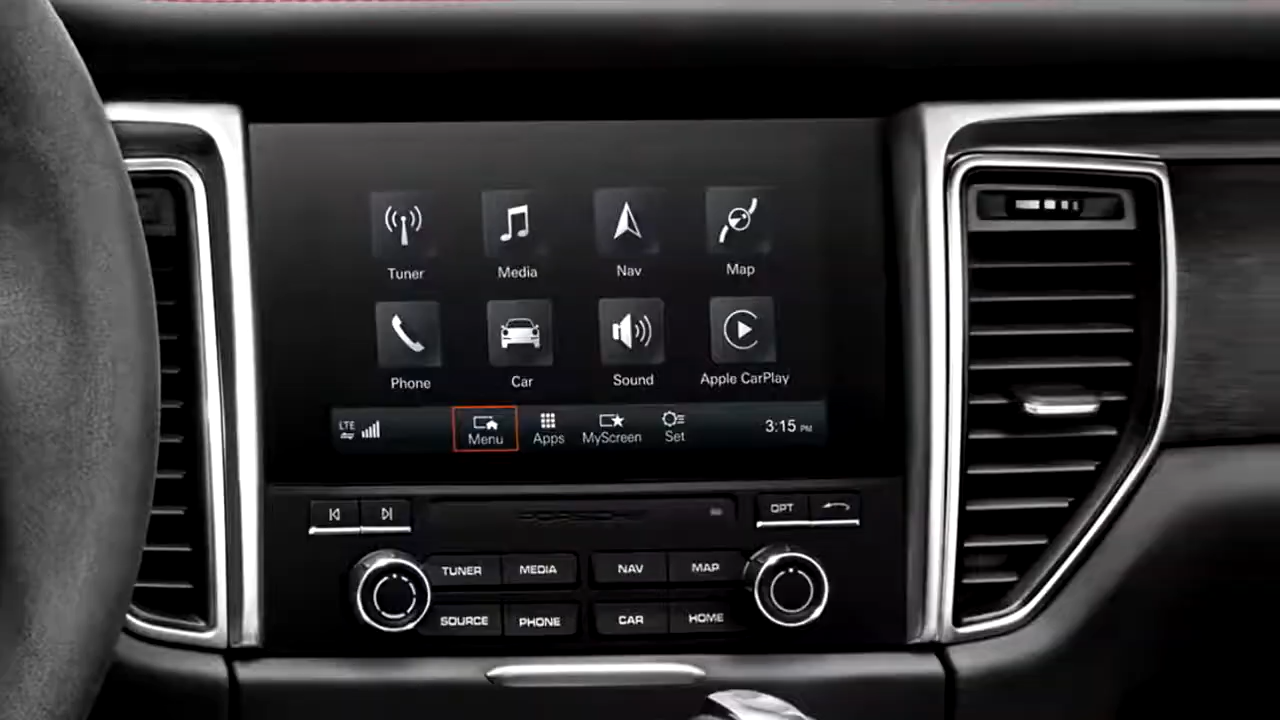 Tuner Media Nav Map
Phone Car Sound Apple CarPlay
LTE Menu Apps MyScreen Set 3:15 PM
OPT
PORSCHE
TUNER MEDIA NAV MAP
SOURCE PHONE CAR HOME